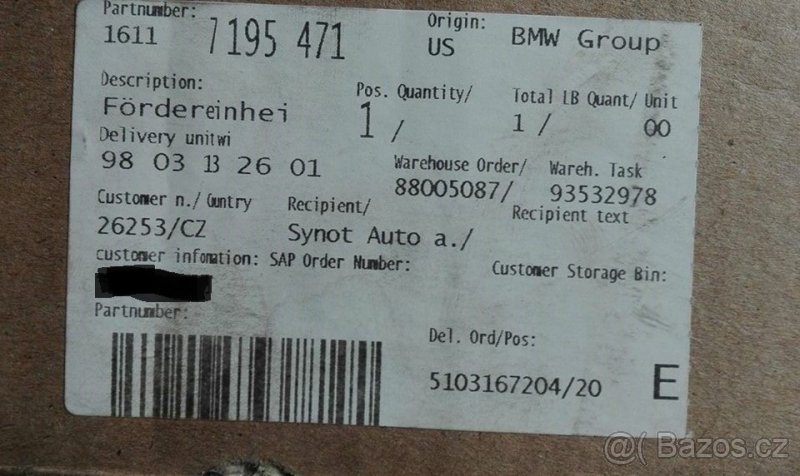 Partnumber:
1611 7195 471
Origin:
US
BMW Group
Description:
Fördereinhei
Pos. Quantity/
1 /
Total LB Quant/ Unit
1 / 00
Delivery unitwi
98 03 13 26 01
Warehouse Order/
88005087/
Wareh. Task
93532978
Customer n./ Country
26253/CZ
Recipient/
Synot Auto a./
Recipient text
Customer infomation: SAP Order Number:
Customer Storage Bin:
Partnumber:
Del. Ord/Pos:
5103167204/20
E
@( Bazos.cz